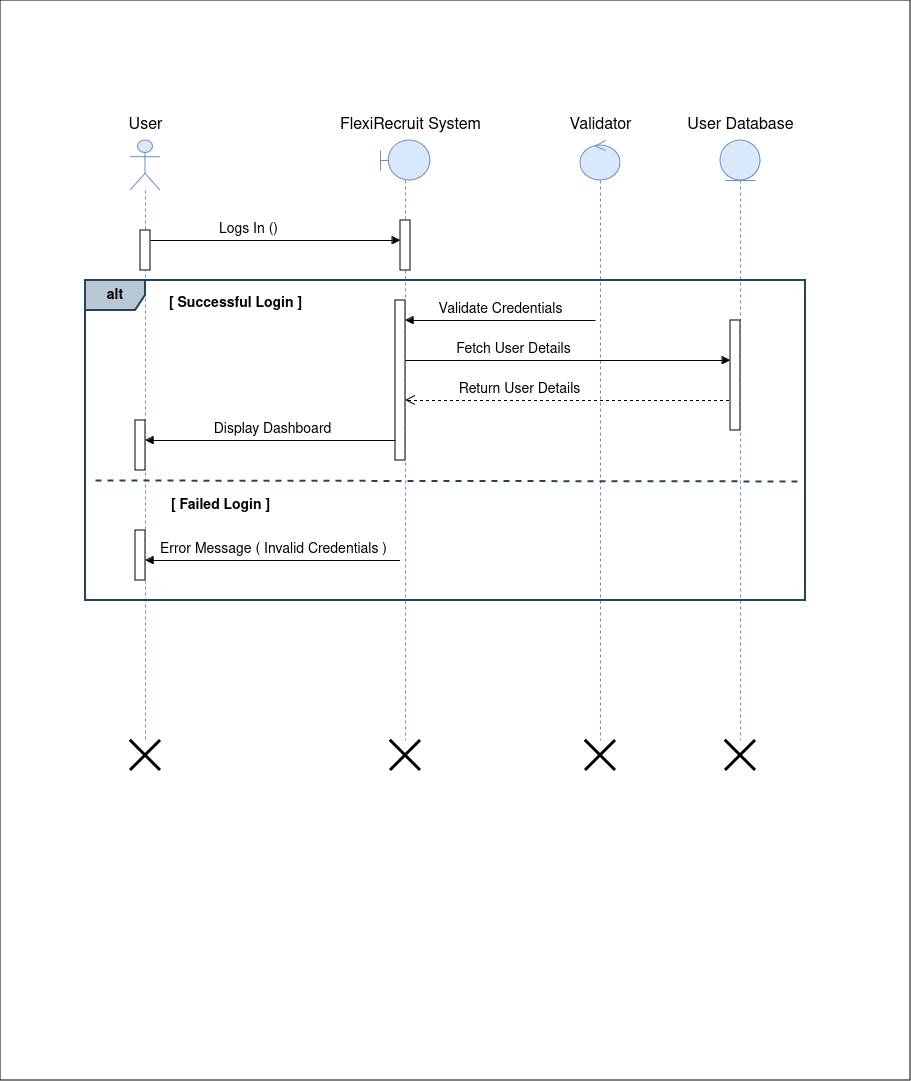 User
FlexiRecruit System
Validator
User Database
Logs In ()
alt
[ Successful Login ]
Validate Credentials
Fetch User Details
Return User Details
Display Dashboard
[ Failed Login ]
Error Message ( Invalid Credentials )